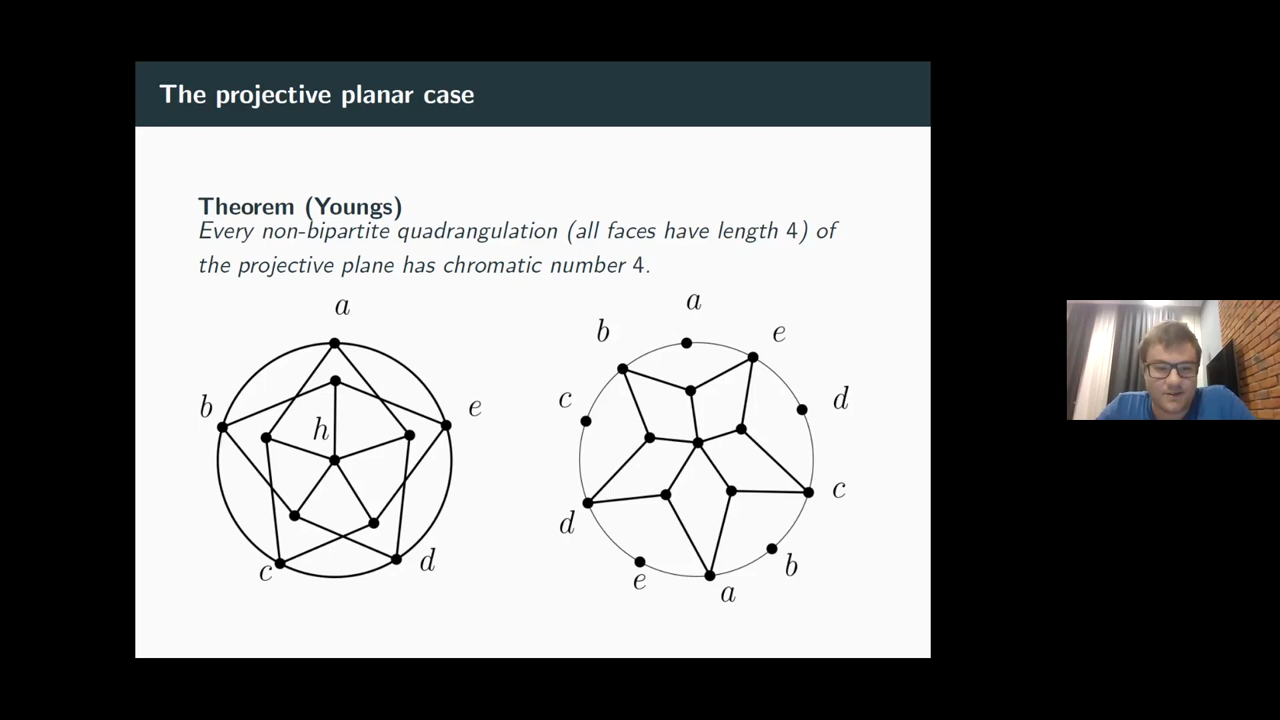 The projective planar case
Theorem (Youngs)
Every non-bipartite quadrangulation (all faces have length 4) of
the projective plane has chromatic number 4.
a
b
e
h
c
d
a
b
e
c
d
c
d
b
e
a